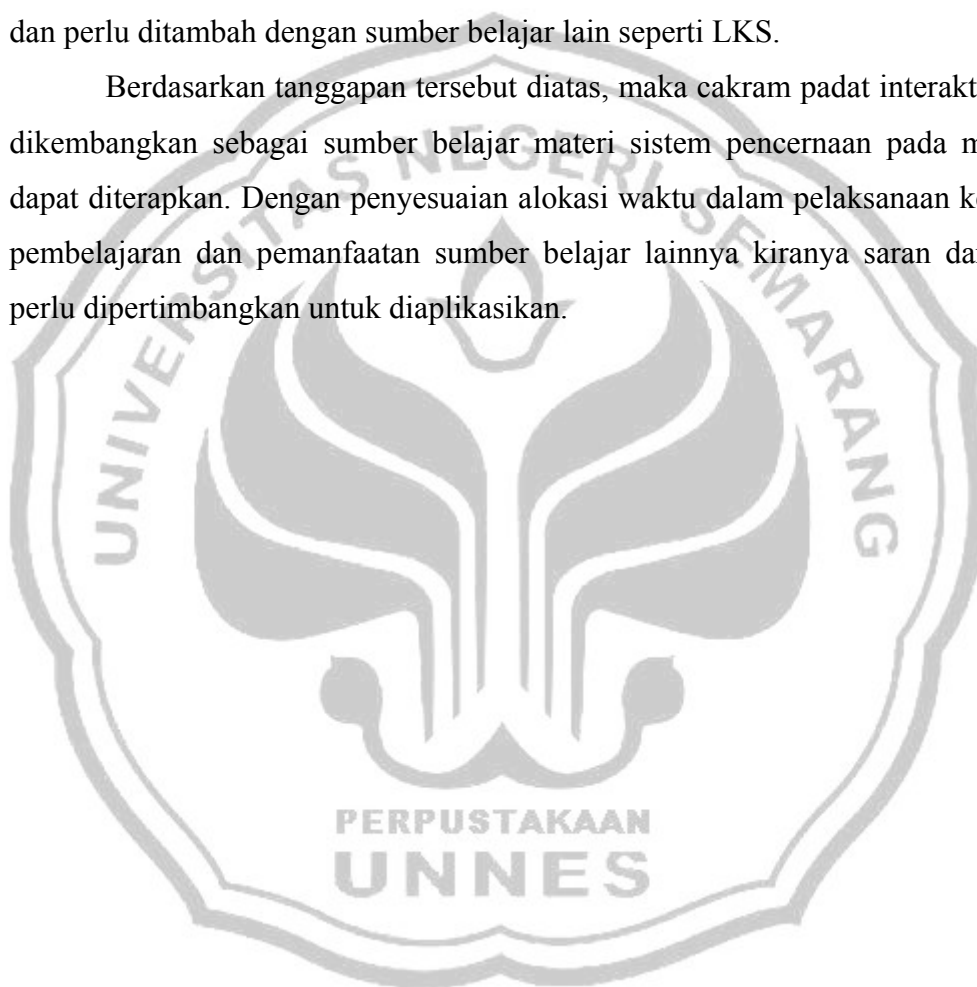 dan perlu ditambah dengan sumber belajar lain seperti LKS.
Berdasarkan tanggapan tersebut diatas, maka cakram padat interakt
dikembangkan sebagai sumber belajar materi sistem pencernaan pada m
dapat diterapkan. Dengan penyesuaian alokasi waktu dalam pelaksanaan k
pembelajaran dan pemanfaatan sumber belajar lainnya kiranya saran da
perlu dipertimbangkan untuk diaplikasikan.
UNIVERSITAS NEGERI SEMARANG
PERPUSTAKAAN
UNNES